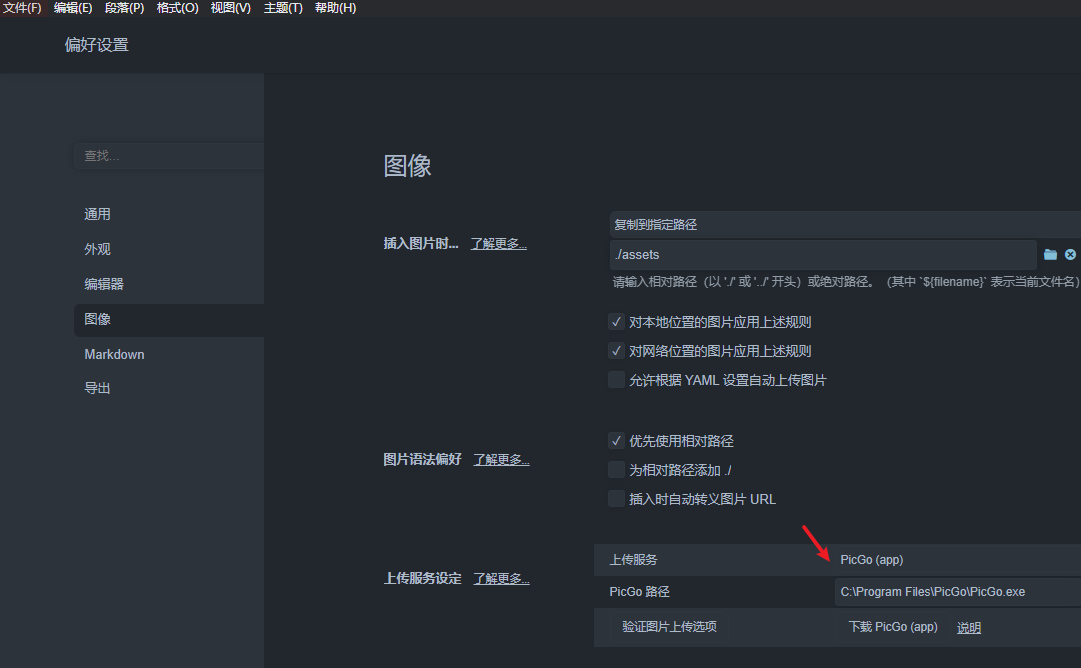 文件(F) 编辑(E) 段落(P) 格式(O) 视图(V) 主题(T) 帮助(H)
偏好设置
查找...
通用
外观
编辑器
图像
Markdown
导出
图像
插入图片时... 了解更多...
复制到指定路径
./assets
请输入相对路径（以 './' 或 '../' 开头）或绝对路径。（其中 `${filename}` 表示当前文件名）
对本地位置的图片应用上述规则
对网络位置的图片应用上述规则
允许根据 YAML 设置自动上传图片
图片语法偏好 了解更多...
优先使用相对路径
为相对路径添加 ./
插入时自动转义图片 URL
上传服务设定 了解更多...
上传服务 PicGo (app)
PicGo 路径 C:\Program Files\PicGo\PicGo.exe
验证图片上传选项 下载 PicGo (app) 说明